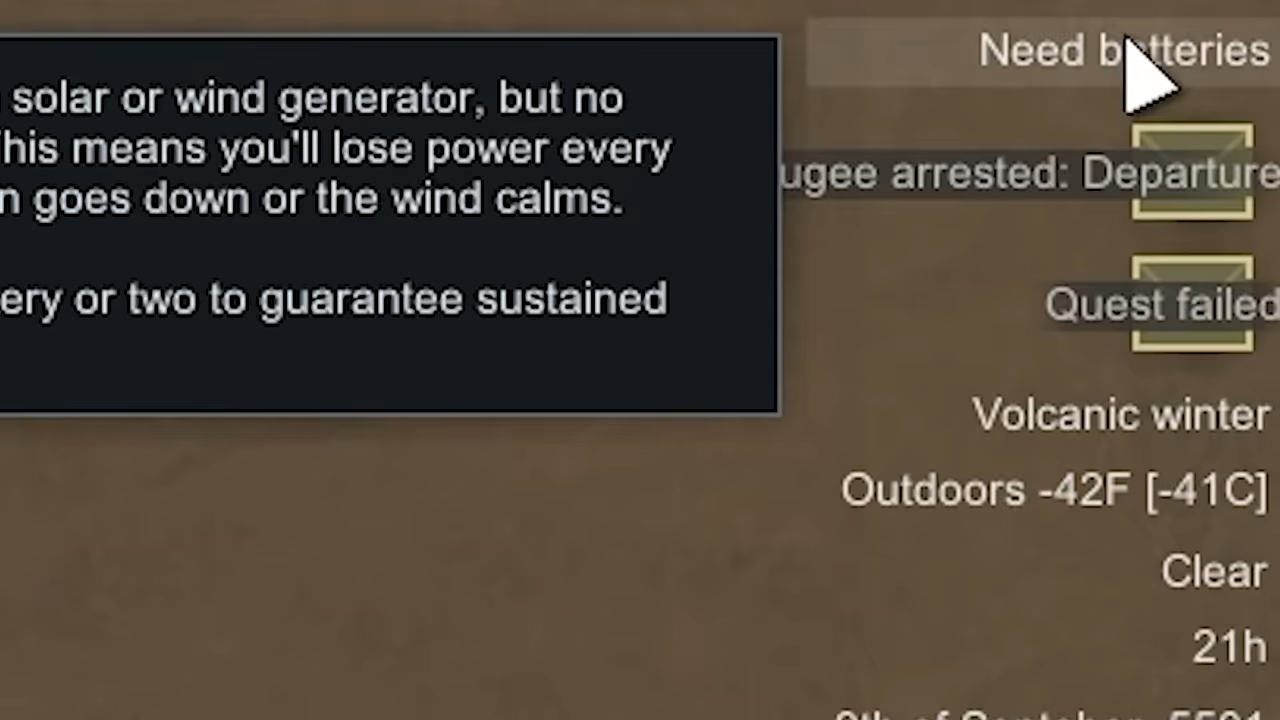 Need batteries
solar or wind generator, but no
his means you'll lose power every
n goes down or the wind calms.
ery or two to guarantee sustained
ugee arrested: Departure
Quest failed
Volcanic winter
Outdoors -42F [-41C]
Clear
21h